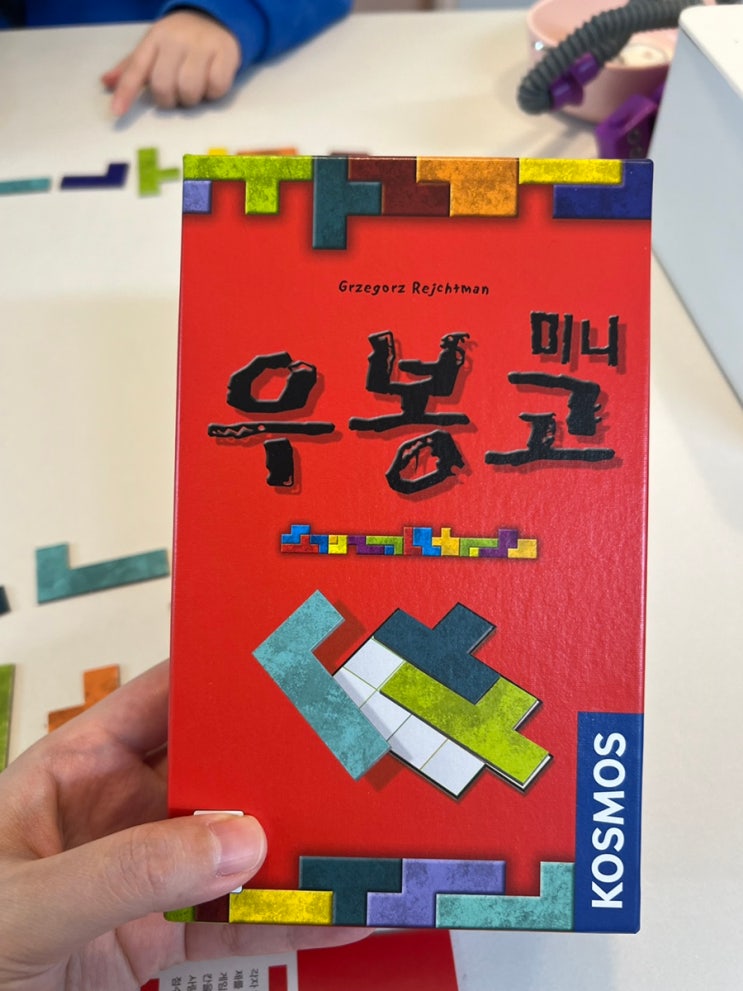 Grzegorz Rejchtman
미니
우봉고
KOSMOS